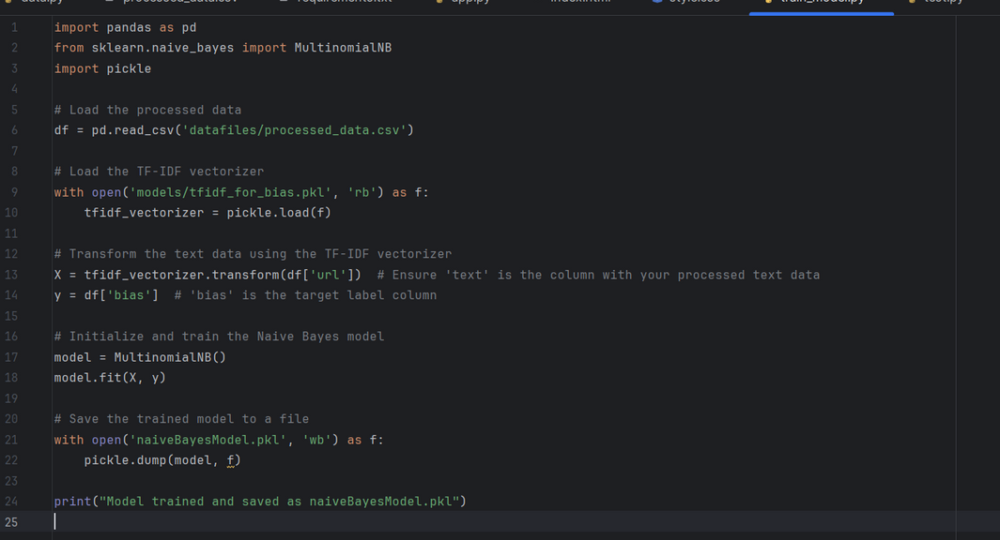 import pandas as pd
from sklearn.naive_bayes import MultinomialNB
import pickle
# Load the processed data
df = pd.read_csv('datafiles/processed_data.csv')
# Load the TF-IDF vectorizer
with open('models/tfidf_for_bias.pkl', 'rb') as f:
    tfidf_vectorizer = pickle.load(f)
# Transform the text data using the TF-IDF vectorizer
X = tfidf_vectorizer.transform(df['url'])  # Ensure 'text' is the column with your processed text data
y = df['bias']  # 'bias' is the target label column
# Initialize and train the Naive Bayes model
model = MultinomialNB()
model.fit(X, y)
# Save the trained model to a file
with open('naiveBayesModel.pkl', 'wb') as f:
    pickle.dump(model, f)
print("Model trained and saved as naiveBayesModel.pkl")